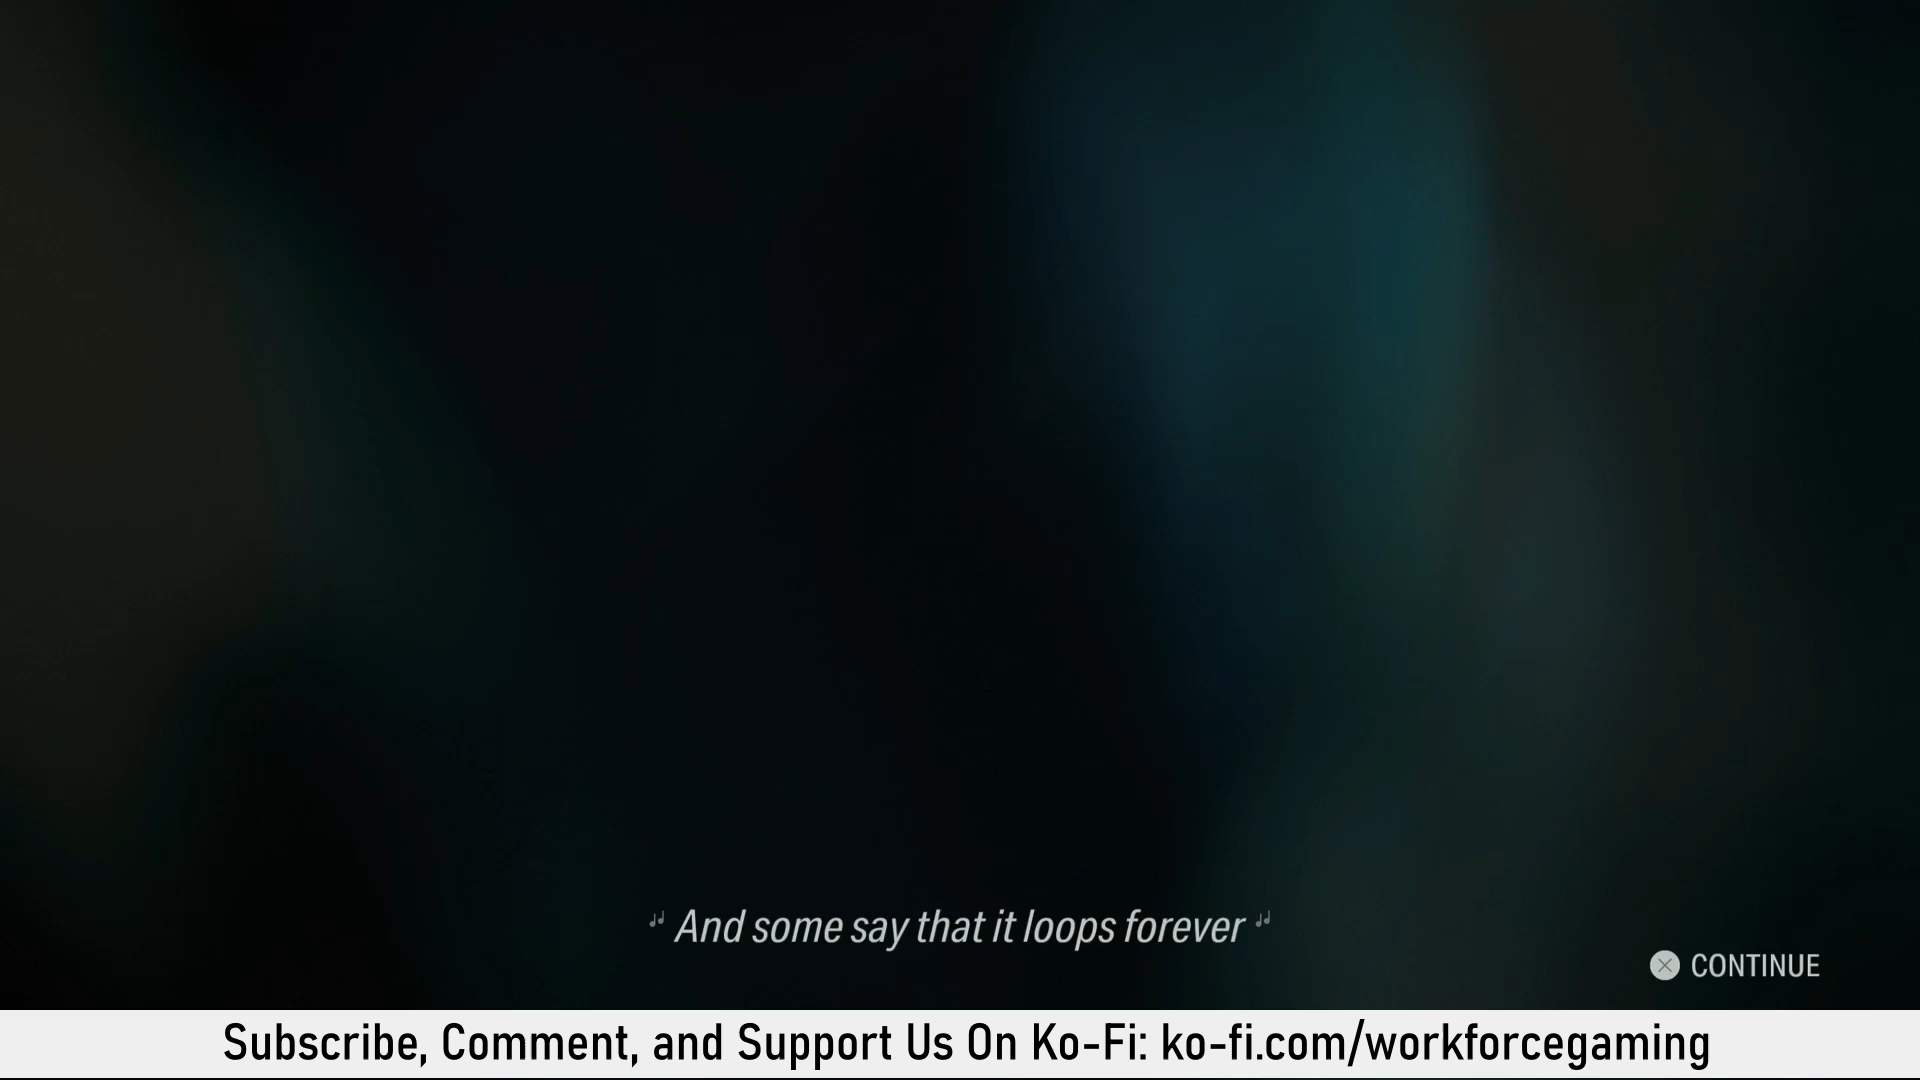 ♫ And some say that it loops forever ♫
CONTINUE
Subscribe, Comment, and Support Us On Ko-Fi: ko-fi.com/workforcegaming